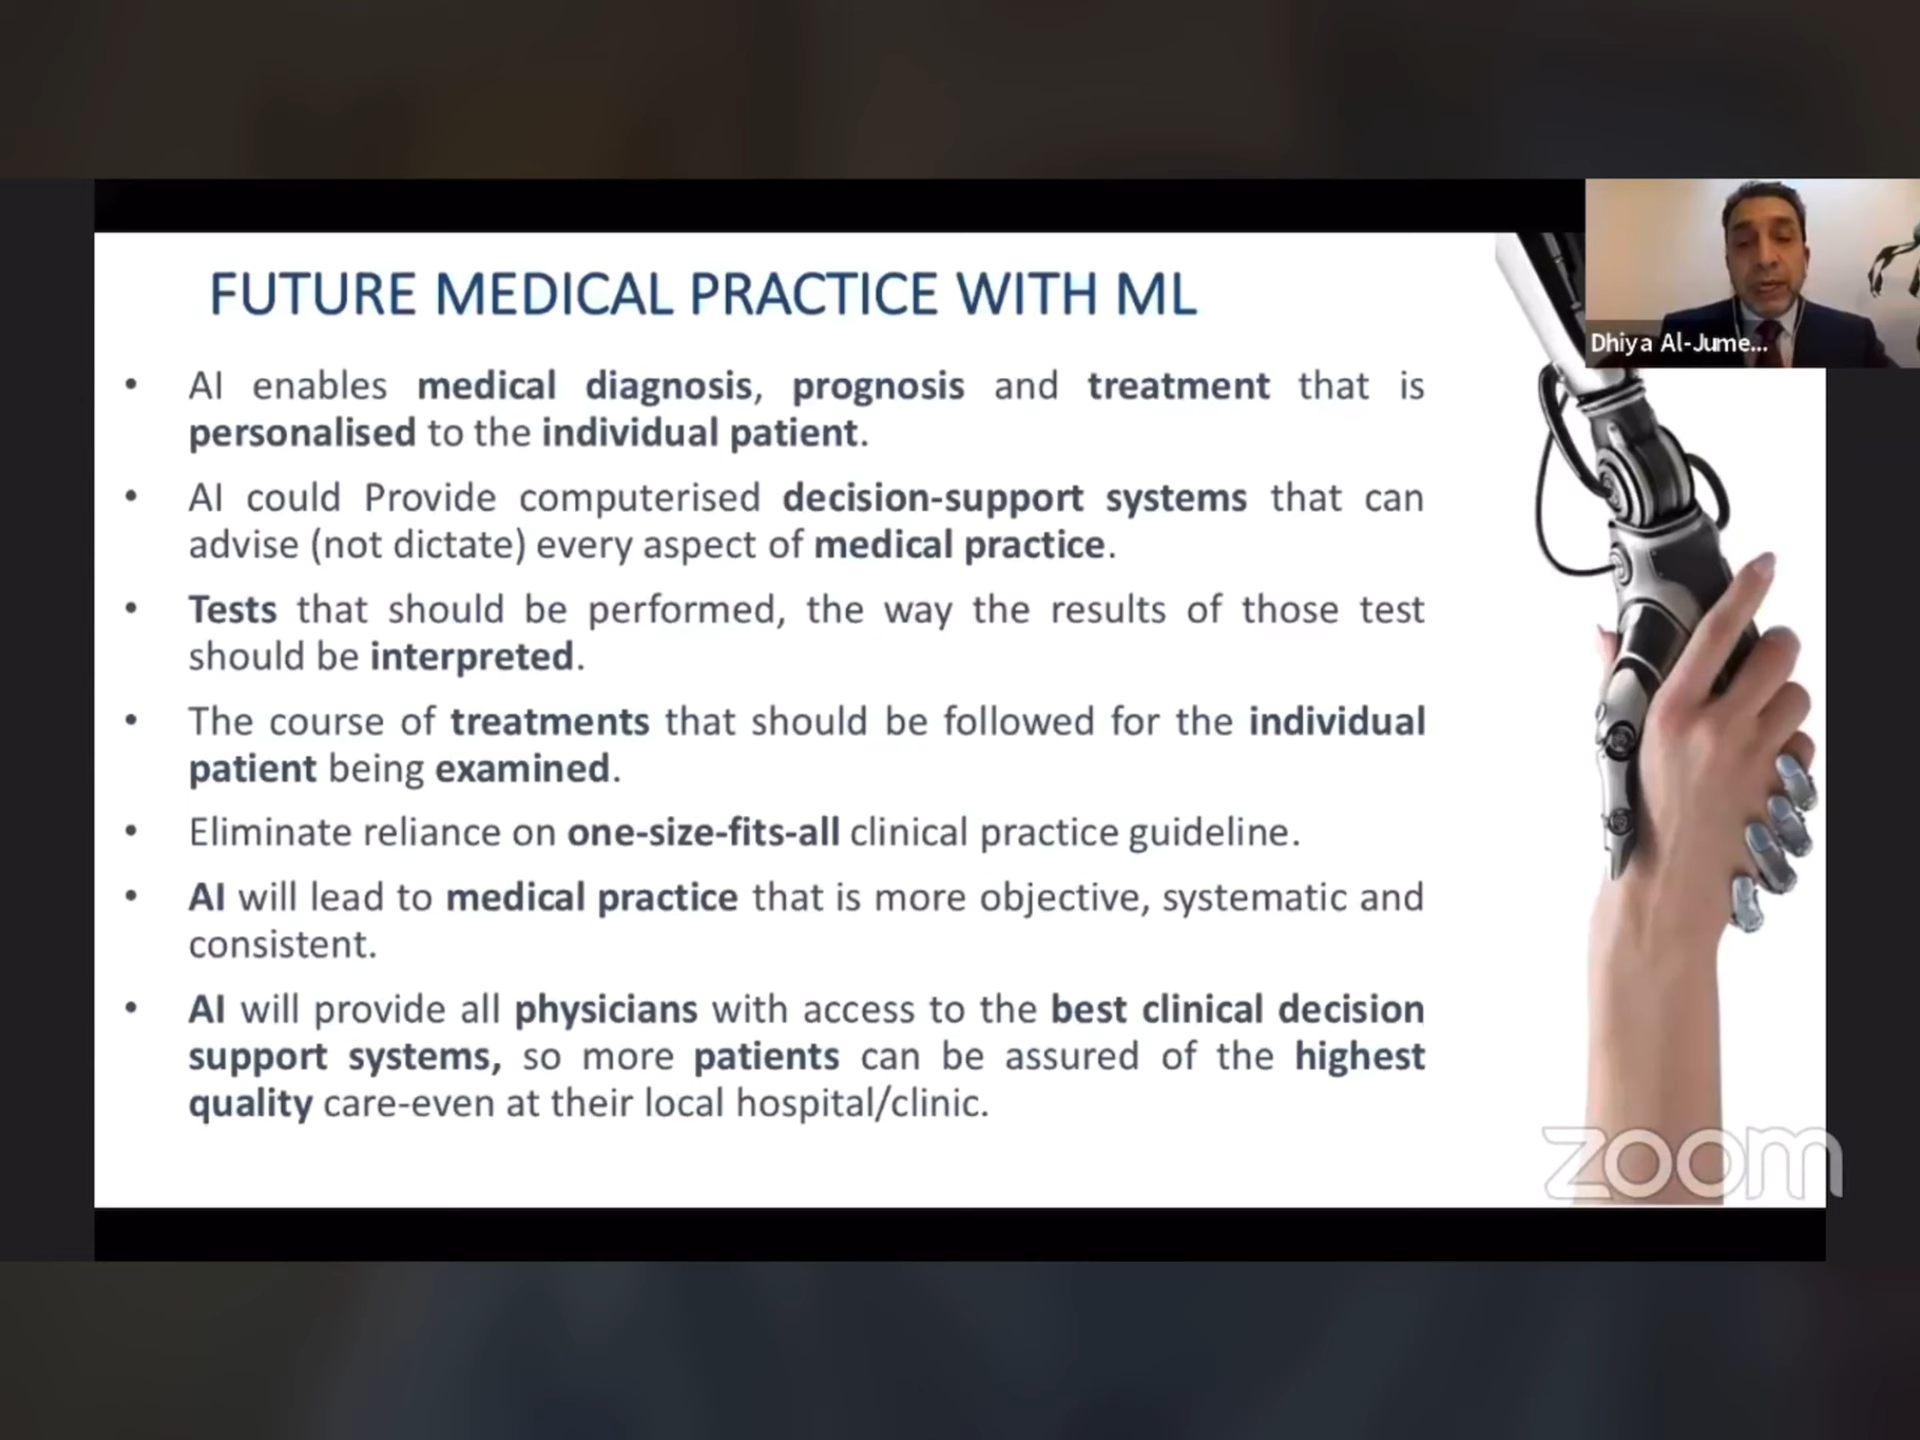 FUTURE MEDICAL PRACTICE WITH ML
Dhiya Al-Jume...
• AI enables medical diagnosis, prognosis and treatment that is
personalised to the individual patient.
• AI could Provide computerised decision-support systems that can
advise (not dictate) every aspect of medical practice.
• Tests that should be performed, the way the results of those test
should be interpreted.
• The course of treatments that should be followed for the individual
patient being examined.
• Eliminate reliance on one-size-fits-all clinical practice guideline.
• AI will lead to medical practice that is more objective, systematic and
consistent.
• AI will provide all physicians with access to the best clinical decision
support systems, so more patients can be assured of the highest
quality care-even at their local hospital/clinic.
zoom